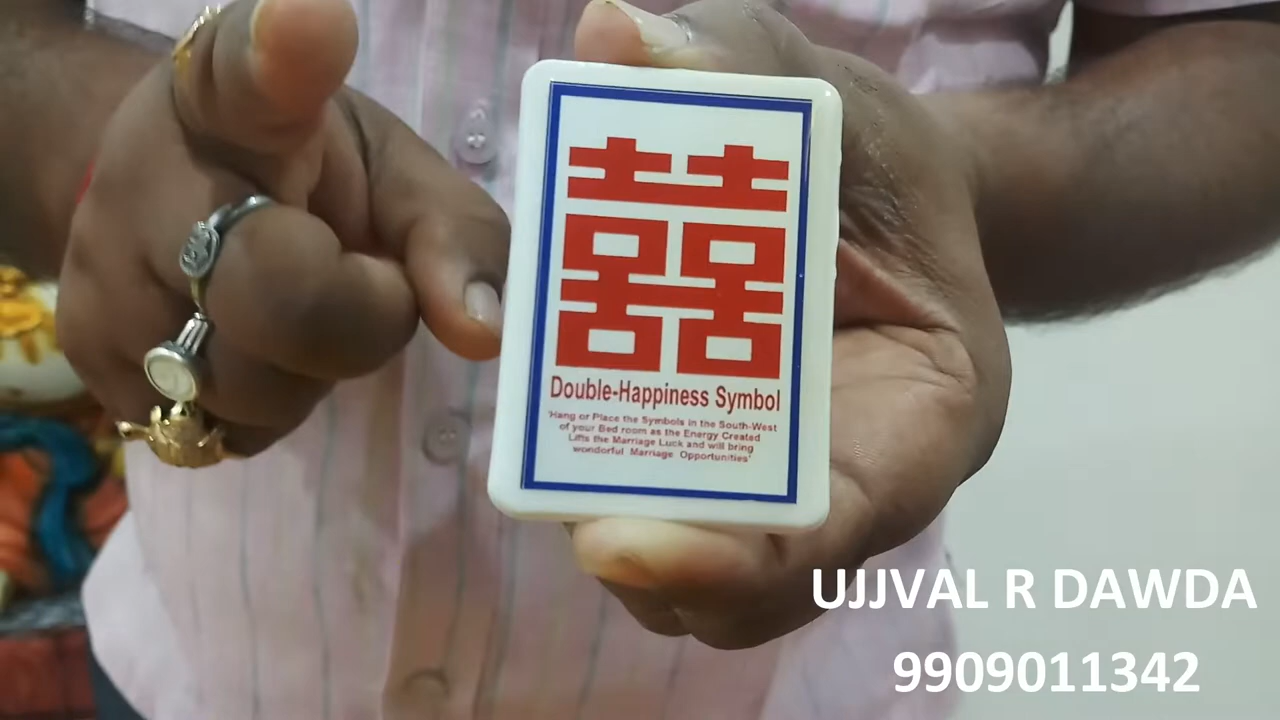 囍
Double-Happiness Symbol
'Hang or Place the Symbols in the South-West
of your Bed room as the Energy Created
Lifts the Marriage Luck and will bring
wonderful Marriage Opportunities'
UJJVAL R DAWDA
9909011342